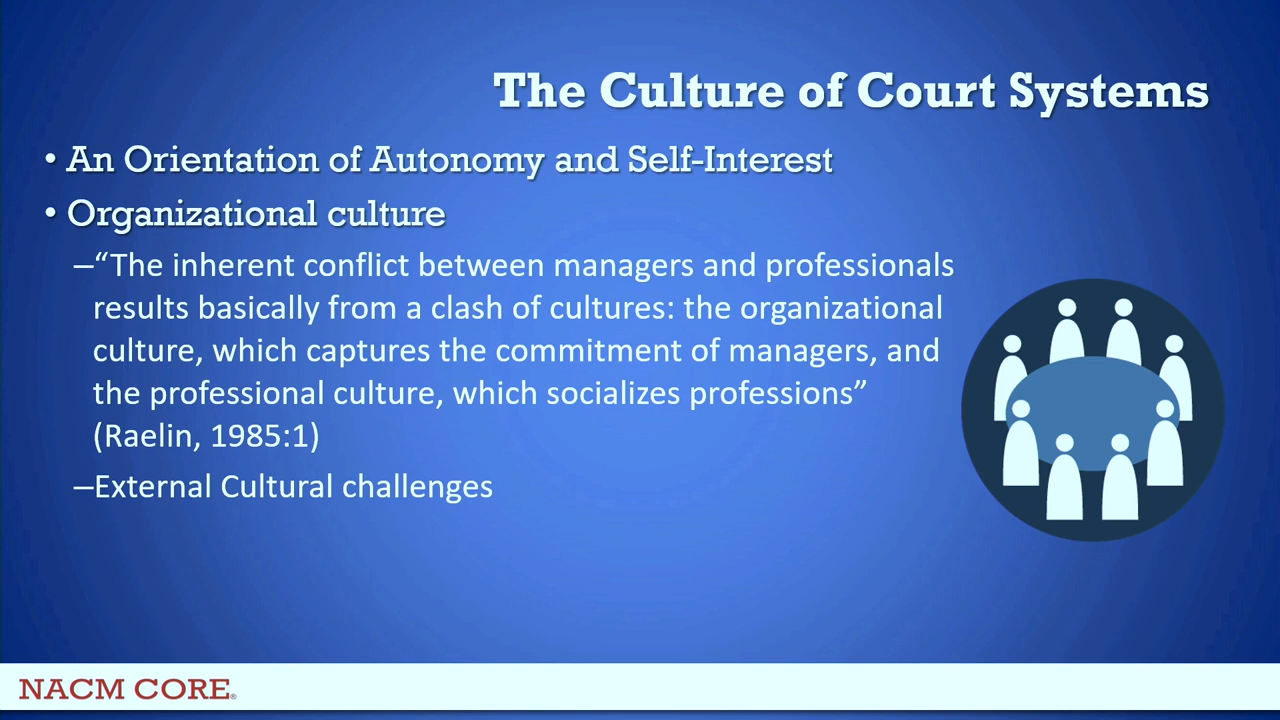 The Culture of Court Systems
• An Orientation of Autonomy and Self-Interest
• Organizational culture
–“The inherent conflict between managers and professionals
results basically from a clash of cultures: the organizational
culture, which captures the commitment of managers, and
the professional culture, which socializes professions”
(Raelin, 1985:1)
–External Cultural challenges
NACM CORE®